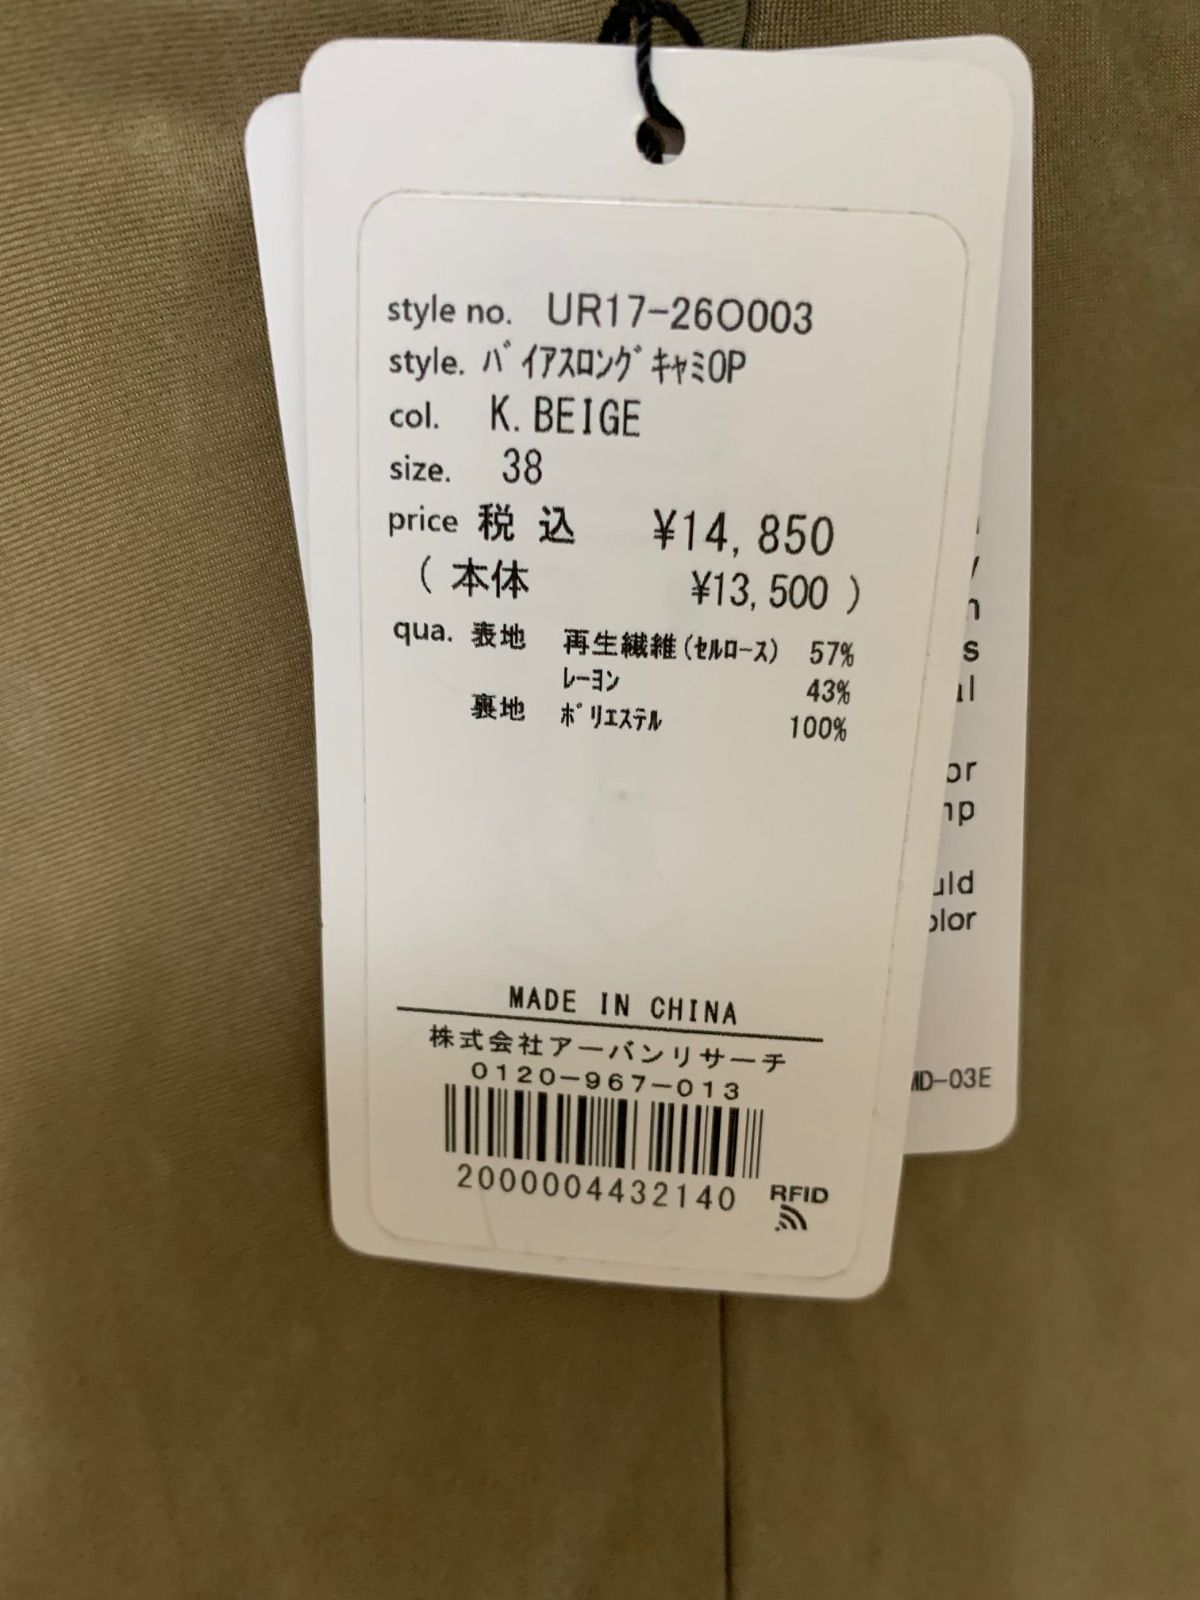 style no. UR17-26O003
style. ﾊﾞｲｱｽﾛﾝｸﾞｷｬﾐOP
col. K.BEIGE
size. 38
price 税込 ¥14,850
(本体 ¥13,500)
qua. 表地 再生繊維(ｾﾙﾛｰｽ) 57%
ﾚｰﾖﾝ 43%
裏地 ﾎﾟﾘｴｽﾃﾙ 100%
MADE IN CHINA
株式会社アーバンリサーチ
0120-967-013
2000004432140
RFID
MD-03E